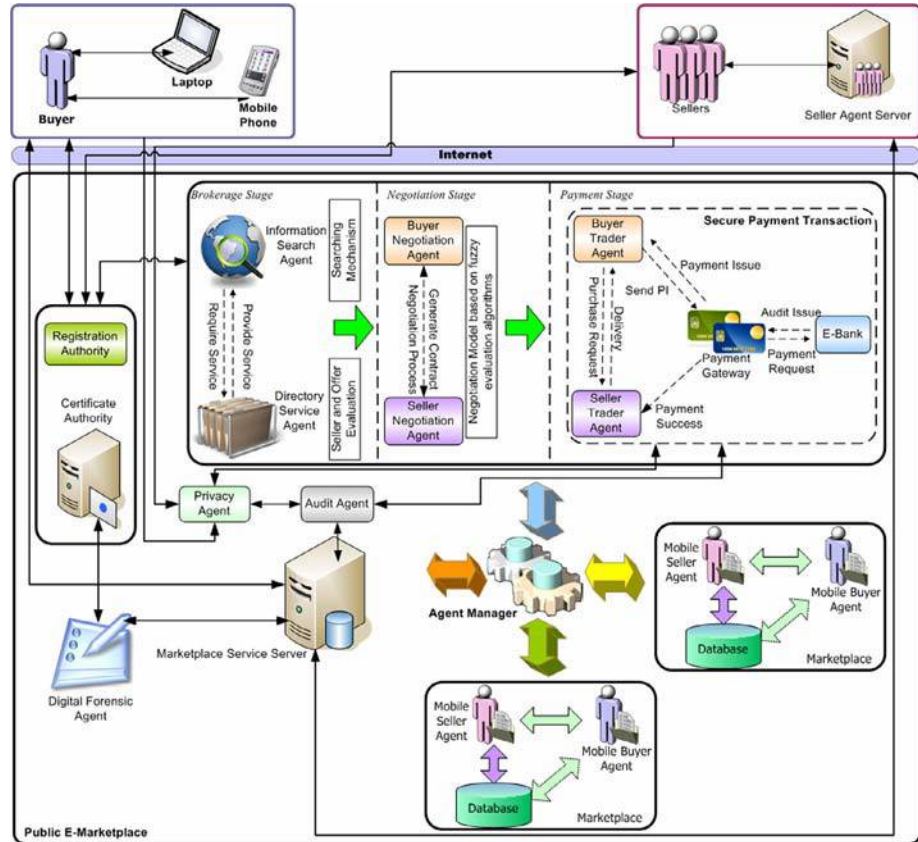 Laptop
Buyer
Mobile
Phone
Sellers
Seller Agent Server
Internet
Brokerage Stage
Information
Search
Agent
Searching
Mechanism
Require Service
Provide Service
Directory
Service
Agent
Seller and Offer
Evaluation
Negotiation Stage
Buyer
Negotiation
Agent
Negotiation Process
Generate Contract
Negotiation Model based on fuzzy
evaluation algorithms
Seller
Negotiation
Agent
Payment Stage
Secure Payment Transaction
Buyer
Trader
Agent
Payment Issue
Send PI
Purchase Request
Delivery
Audit Issue
E-Bank
Payment
Request
Payment
Gateway
Seller
Trader
Agent
Payment
Success
Registration
Authority
Certificate
Authority
Privacy
Agent
Audit Agent
Agent Manager
Marketplace Service Server
Digital Forensic
Agent
Mobile
Seller
Agent
Mobile Buyer
Agent
Database
Marketplace
Mobile
Seller
Agent
Mobile Buyer
Agent
Database
Marketplace
Public E-Marketplace